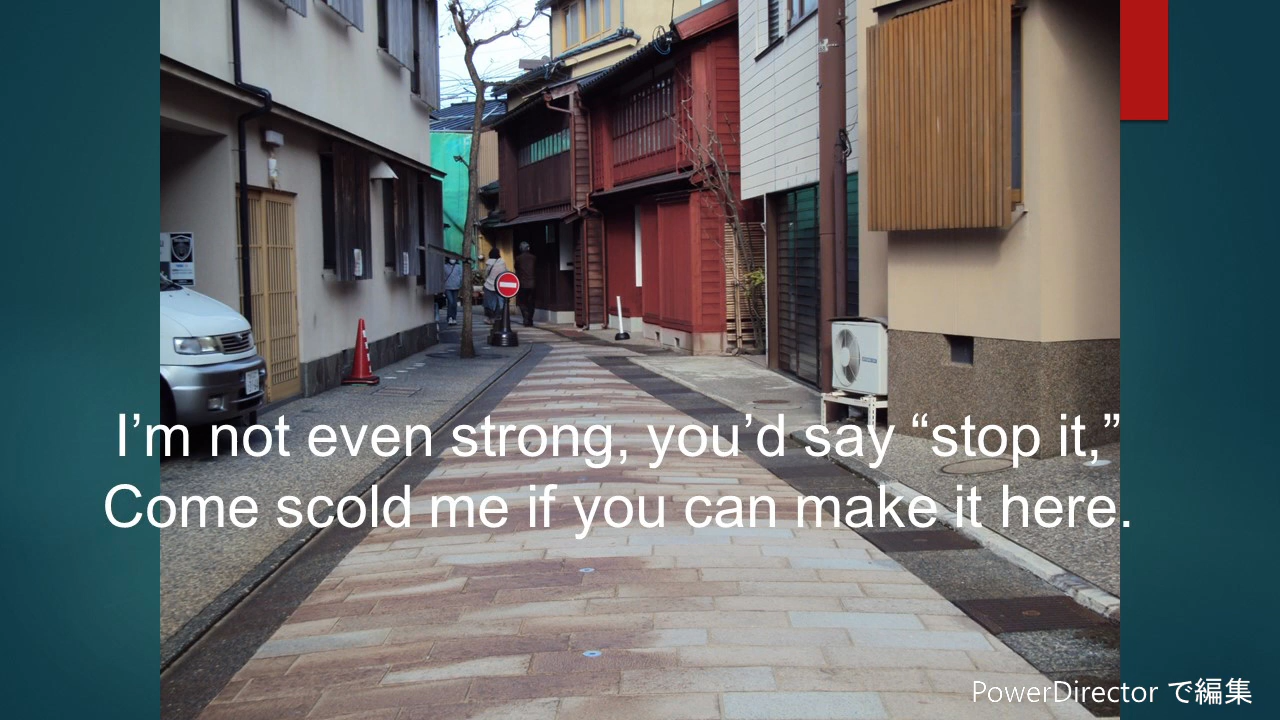 I’m not even strong, you’d say “stop it,”
Come scold me if you can make it here.
PowerDirector で編集